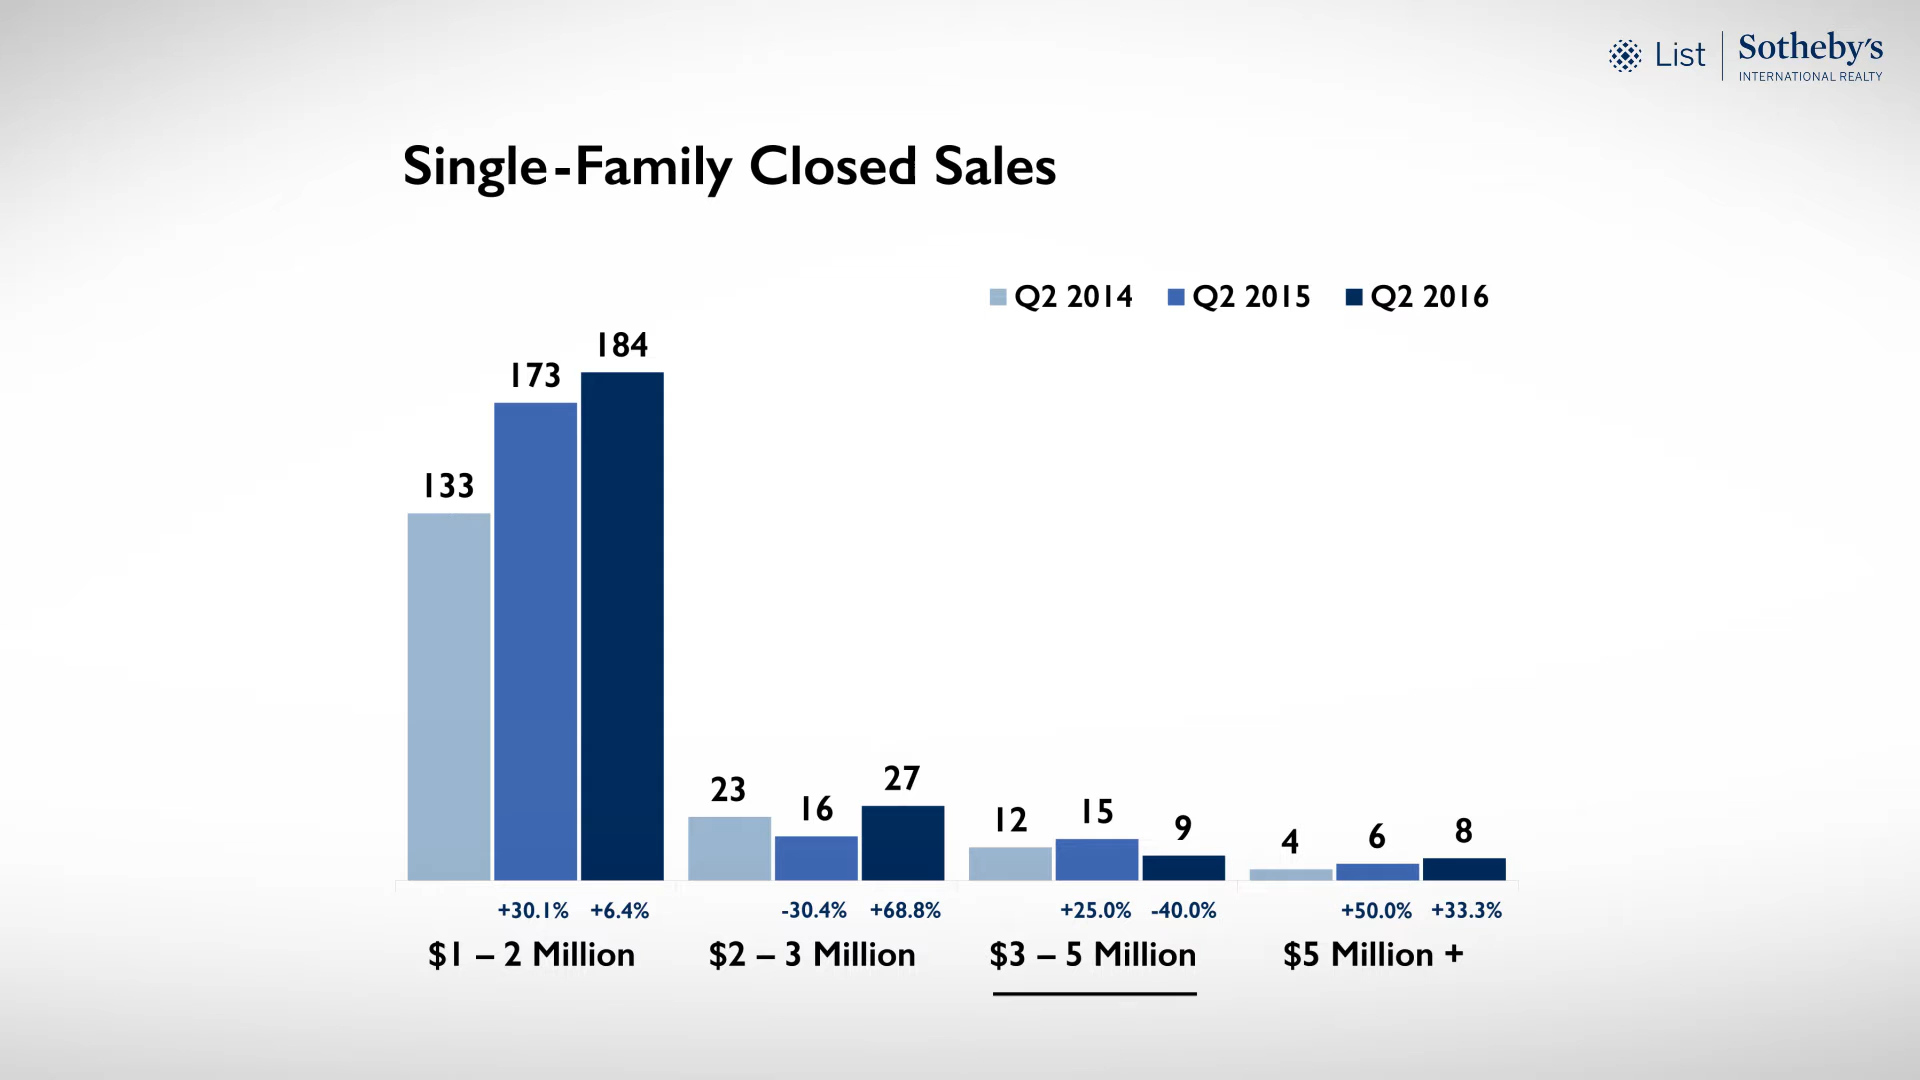 List
Sotheby's
INTERNATIONAL REALTY
Single-Family Closed Sales
Q2 2014 Q2 2015 Q2 2016
133 173 184
23 16 27
12 15 9
4 6 8
+30.1% +6.4% -30.4% +68.8% +25.0% -40.0% +50.0% +33.3%
$1 – 2 Million $2 – 3 Million $3 – 5 Million $5 Million +